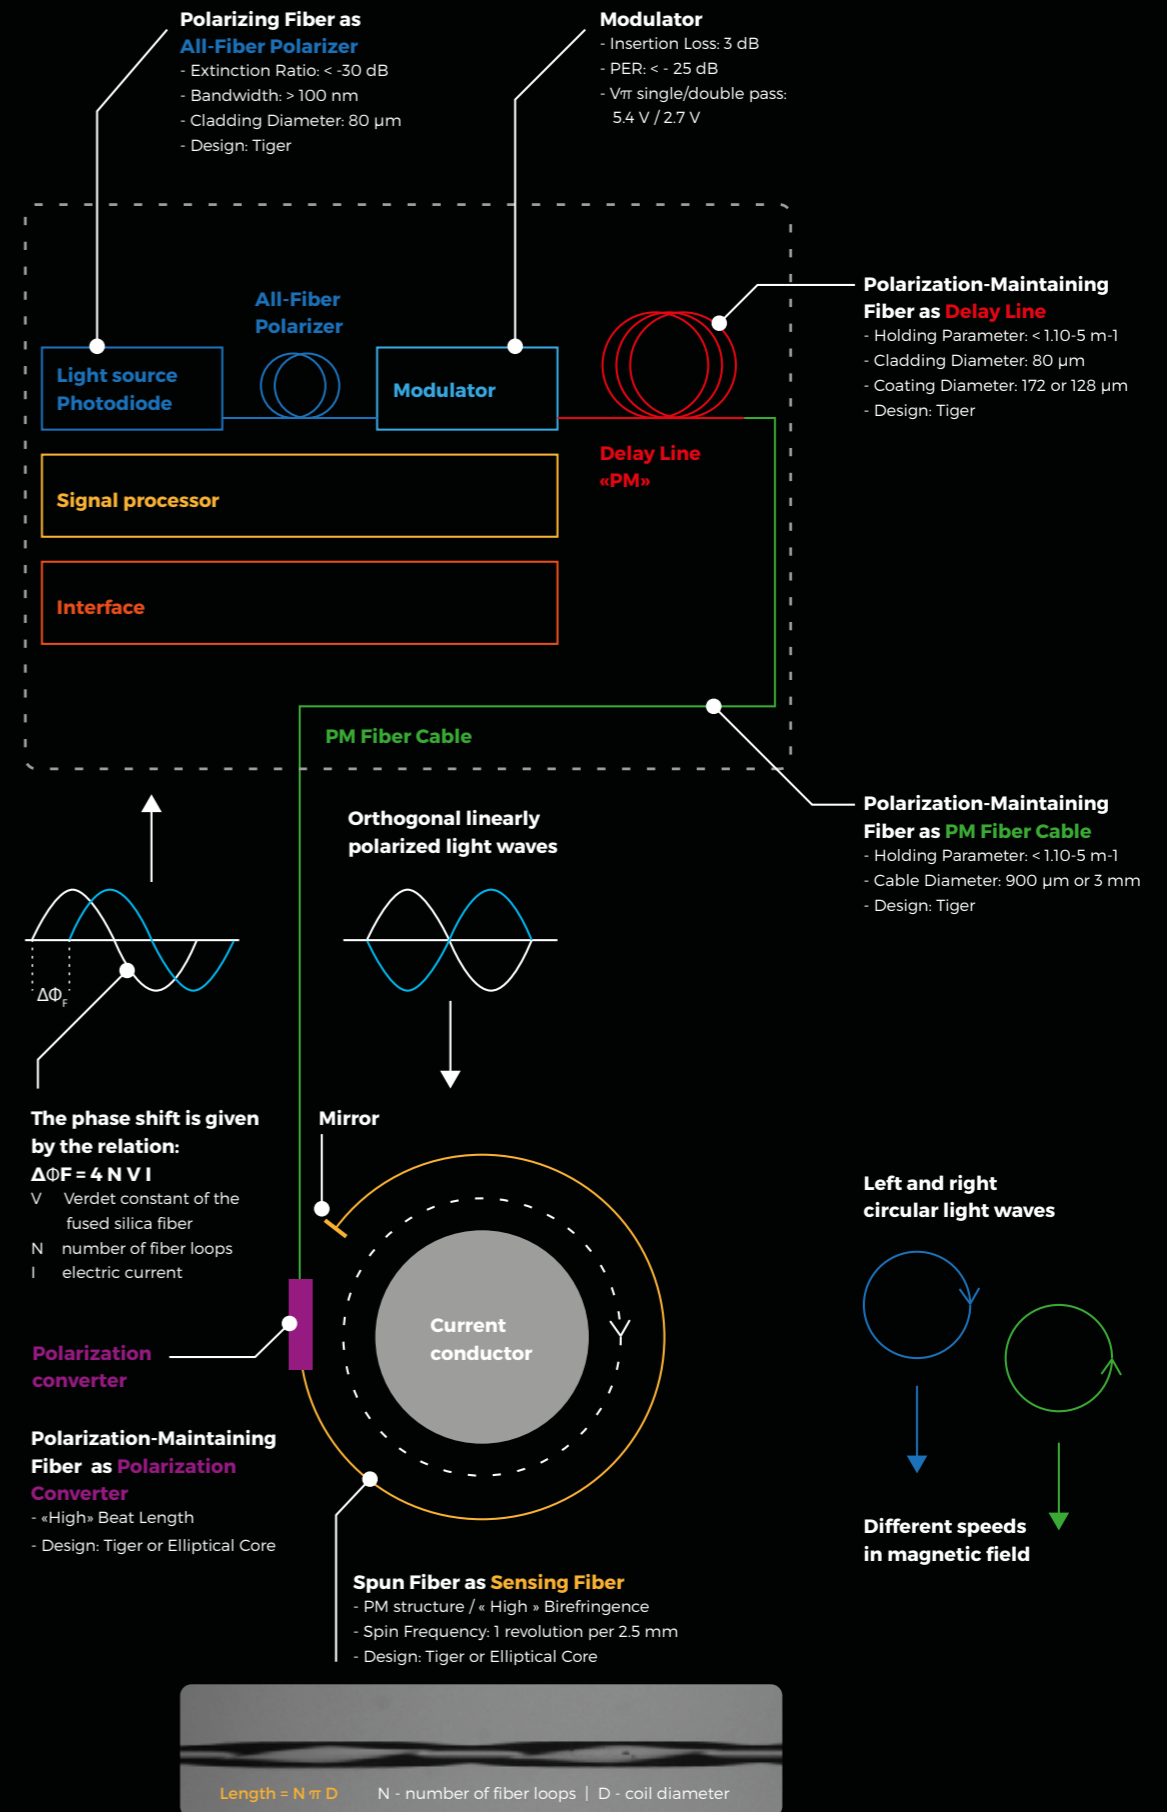 Polarizing Fiber as
All-Fiber Polarizer
- Extinction Ratio: < -30 dB
- Bandwidth: > 100 nm
- Cladding Diameter: 80 µm
- Design: Tiger
Modulator
- Insertion Loss: 3 dB
- PER: < - 25 dB
- Vπ single/double pass:
5.4 V / 2.7 V
All-Fiber
Polarizer
Light source
Photodiode
Modulator
Polarization-Maintaining
Fiber as Delay Line
- Holding Parameter: < 1.10-5 m-1
- Cladding Diameter: 80 µm
- Coating Diameter: 172 or 128 µm
- Design: Tiger
Delay Line
«PM»
Signal processor
Interface
PM Fiber Cable
Polarization-Maintaining
Fiber as PM Fiber Cable
- Holding Parameter: < 1.10-5 m-1
- Cable Diameter: 900 µm or 3 mm
- Design: Tiger
Orthogonal linearly
polarized light waves
ΔΦF
The phase shift is given
by the relation:
ΔΦF = 4 N V I
V Verdet constant of the
fused silica fiber
N number of fiber loops
I electric current
Mirror
Left and right
circular light waves
Current
conductor
Polarization
converter
Polarization-Maintaining
Fiber as Polarization
Converter
- «High» Beat Length
- Design: Tiger or Elliptical Core
Different speeds
in magnetic field
Spun Fiber as Sensing Fiber
- PM structure / « High » Birefringence
- Spin Frequency: 1 revolution per 2.5 mm
- Design: Tiger or Elliptical Core
Length = N π D N - number of fiber loops | D - coil diameter